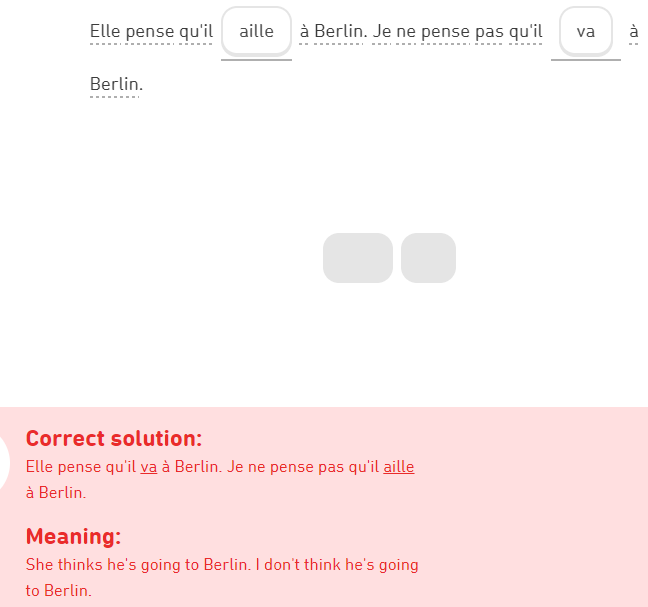 Elle pense qu'il aille à Berlin. Je ne pense pas qu'il va à
Berlin.
Correct solution:
Elle pense qu'il va à Berlin. Je ne pense pas qu'il aille
à Berlin.
Meaning:
She thinks he's going to Berlin. I don't think he's going
to Berlin.